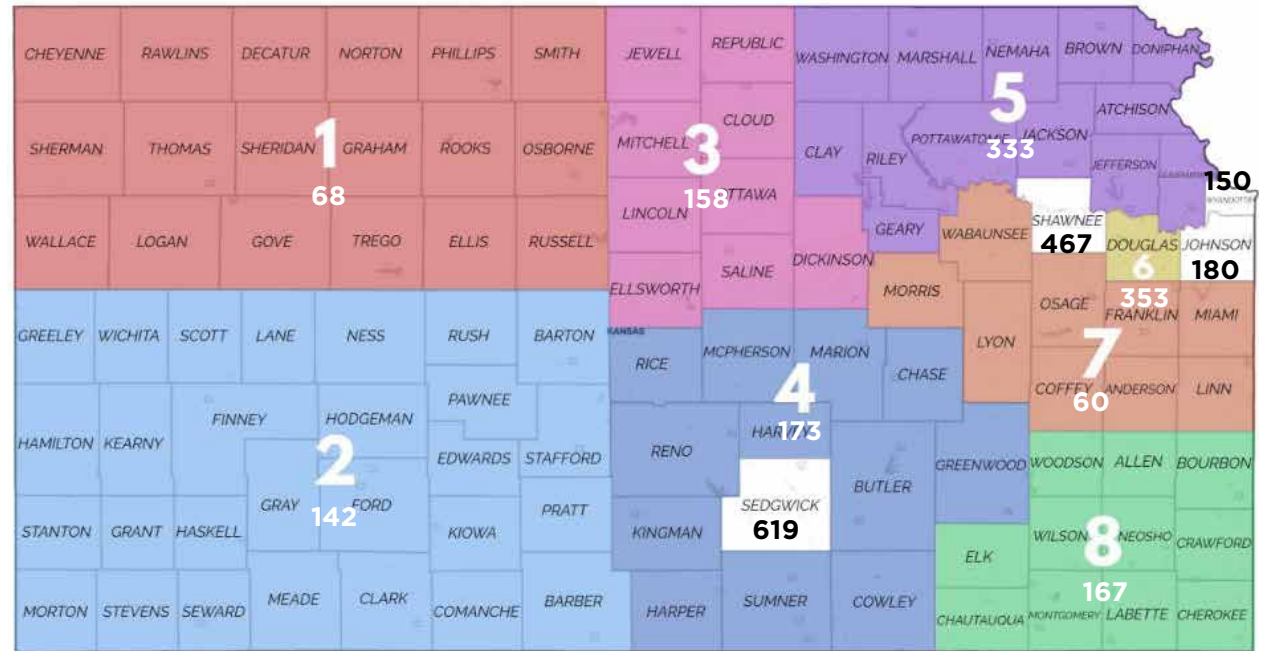 CHEYENNE RAWLINS DECATUR NORTON PHILLIPS SMITH JEWELL REPUBLIC WASHINGTON MARSHALL NEMAHA BROWN DONIPHAN
SHERMAN THOMAS SHERIDAN 1 GRAHAM ROOKS OSBORNE MITCHELL 3 CLOUD CLAY RILEY POTTAWATOMIE 5 JACKSON ATCHISON
68 158 333 JEFFERSON 150
WYANDOTTE
WALLACE LOGAN GOVE TREGO ELLIS RUSSELL LINCOLN OTTAWA GEARY WABAUNSEE SHAWNEE DOUGLAS JOHNSON
467 6 180
ELLSWORTH SALINE DICKINSON MORRIS 353
GREELEY WICHITA SCOTT LANE NESS RUSH BARTON KANSAS RICE MCPHERSON MARION CHASE LYON OSAGE FRANKLIN MIAMI
HAMILTON KEARNY FINNEY HODGEMAN PAWNEE 4 7 COFFEY ANDERSON LINN
2 173 60
EDWARDS STAFFORD RENO HARVEY GREENWOOD WOODSON ALLEN BOURBON
STANTON GRANT HASKELL GRAY FORD KIOWA PRATT KINGMAN SEDGWICK BUTLER ELK WILSON 8 NEOSHO CRAWFORD
142 619 167
MORTON STEVENS SEWARD MEADE CLARK COMANCHE BARBER HARPER SUMNER COWLEY CHAUTAUQUA MONTGOMERY LABETTE CHEROKEE